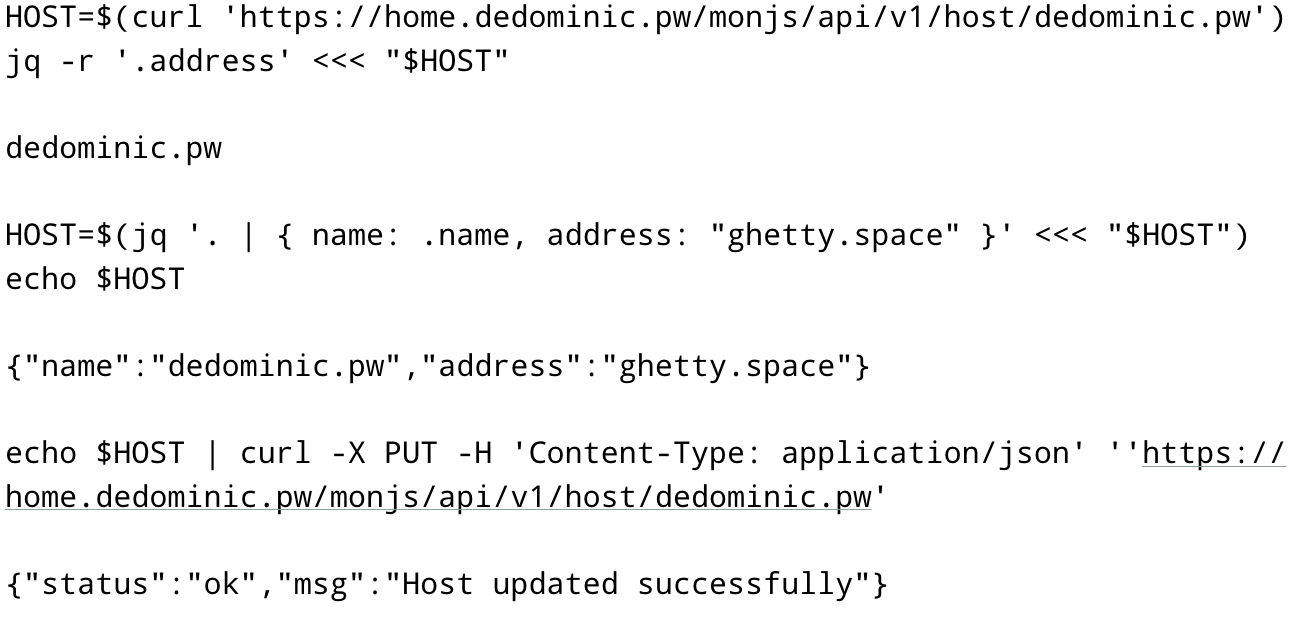 HOST=$(curl 'https://home.dedominic.pw/monjs/api/v1/host/dedominic.pw')
jq -r '.address' <<< "$HOST"
dedominic.pw
HOST=$(jq '. | { name: .name, address: "ghetty.space" }' <<< "$HOST")
echo $HOST
{"name":"dedominic.pw","address":"ghetty.space"}
echo $HOST | curl -X PUT -H 'Content-Type: application/json' ''https://
home.dedominic.pw/monjs/api/v1/host/dedominic.pw'
{"status":"ok","msg":"Host updated successfully"}